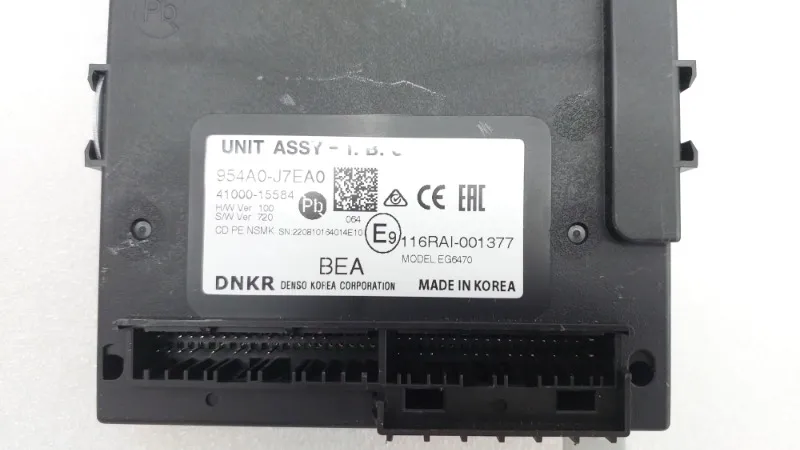 Pb
UNIT ASSY - I. B.
954A0-J7EA0
41000-15584
H/W Ver 100
S/W Ver 720
Pb
064
CE EAC
CD PE NSMK SN:220810154014E10
E9 116RAI-001377
MODEL EG6470
BEA
DNKR DENSO KOREA CORPORATION MADE IN KOREA